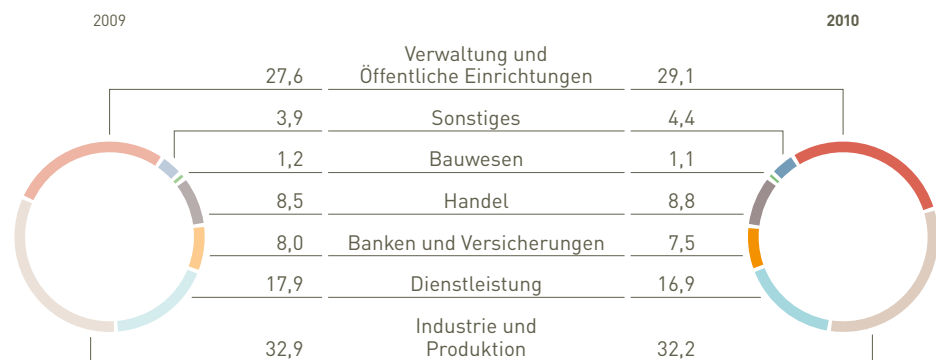 2009 2010
Verwaltung und
27,6 Öffentliche Einrichtungen 29,1
3,9 Sonstiges 4,4
1,2 Bauwesen 1,1
8,5 Handel 8,8
8,0 Banken und Versicherungen 7,5
17,9 Dienstleistung 16,9
Industrie und
32,9 Produktion 32,2